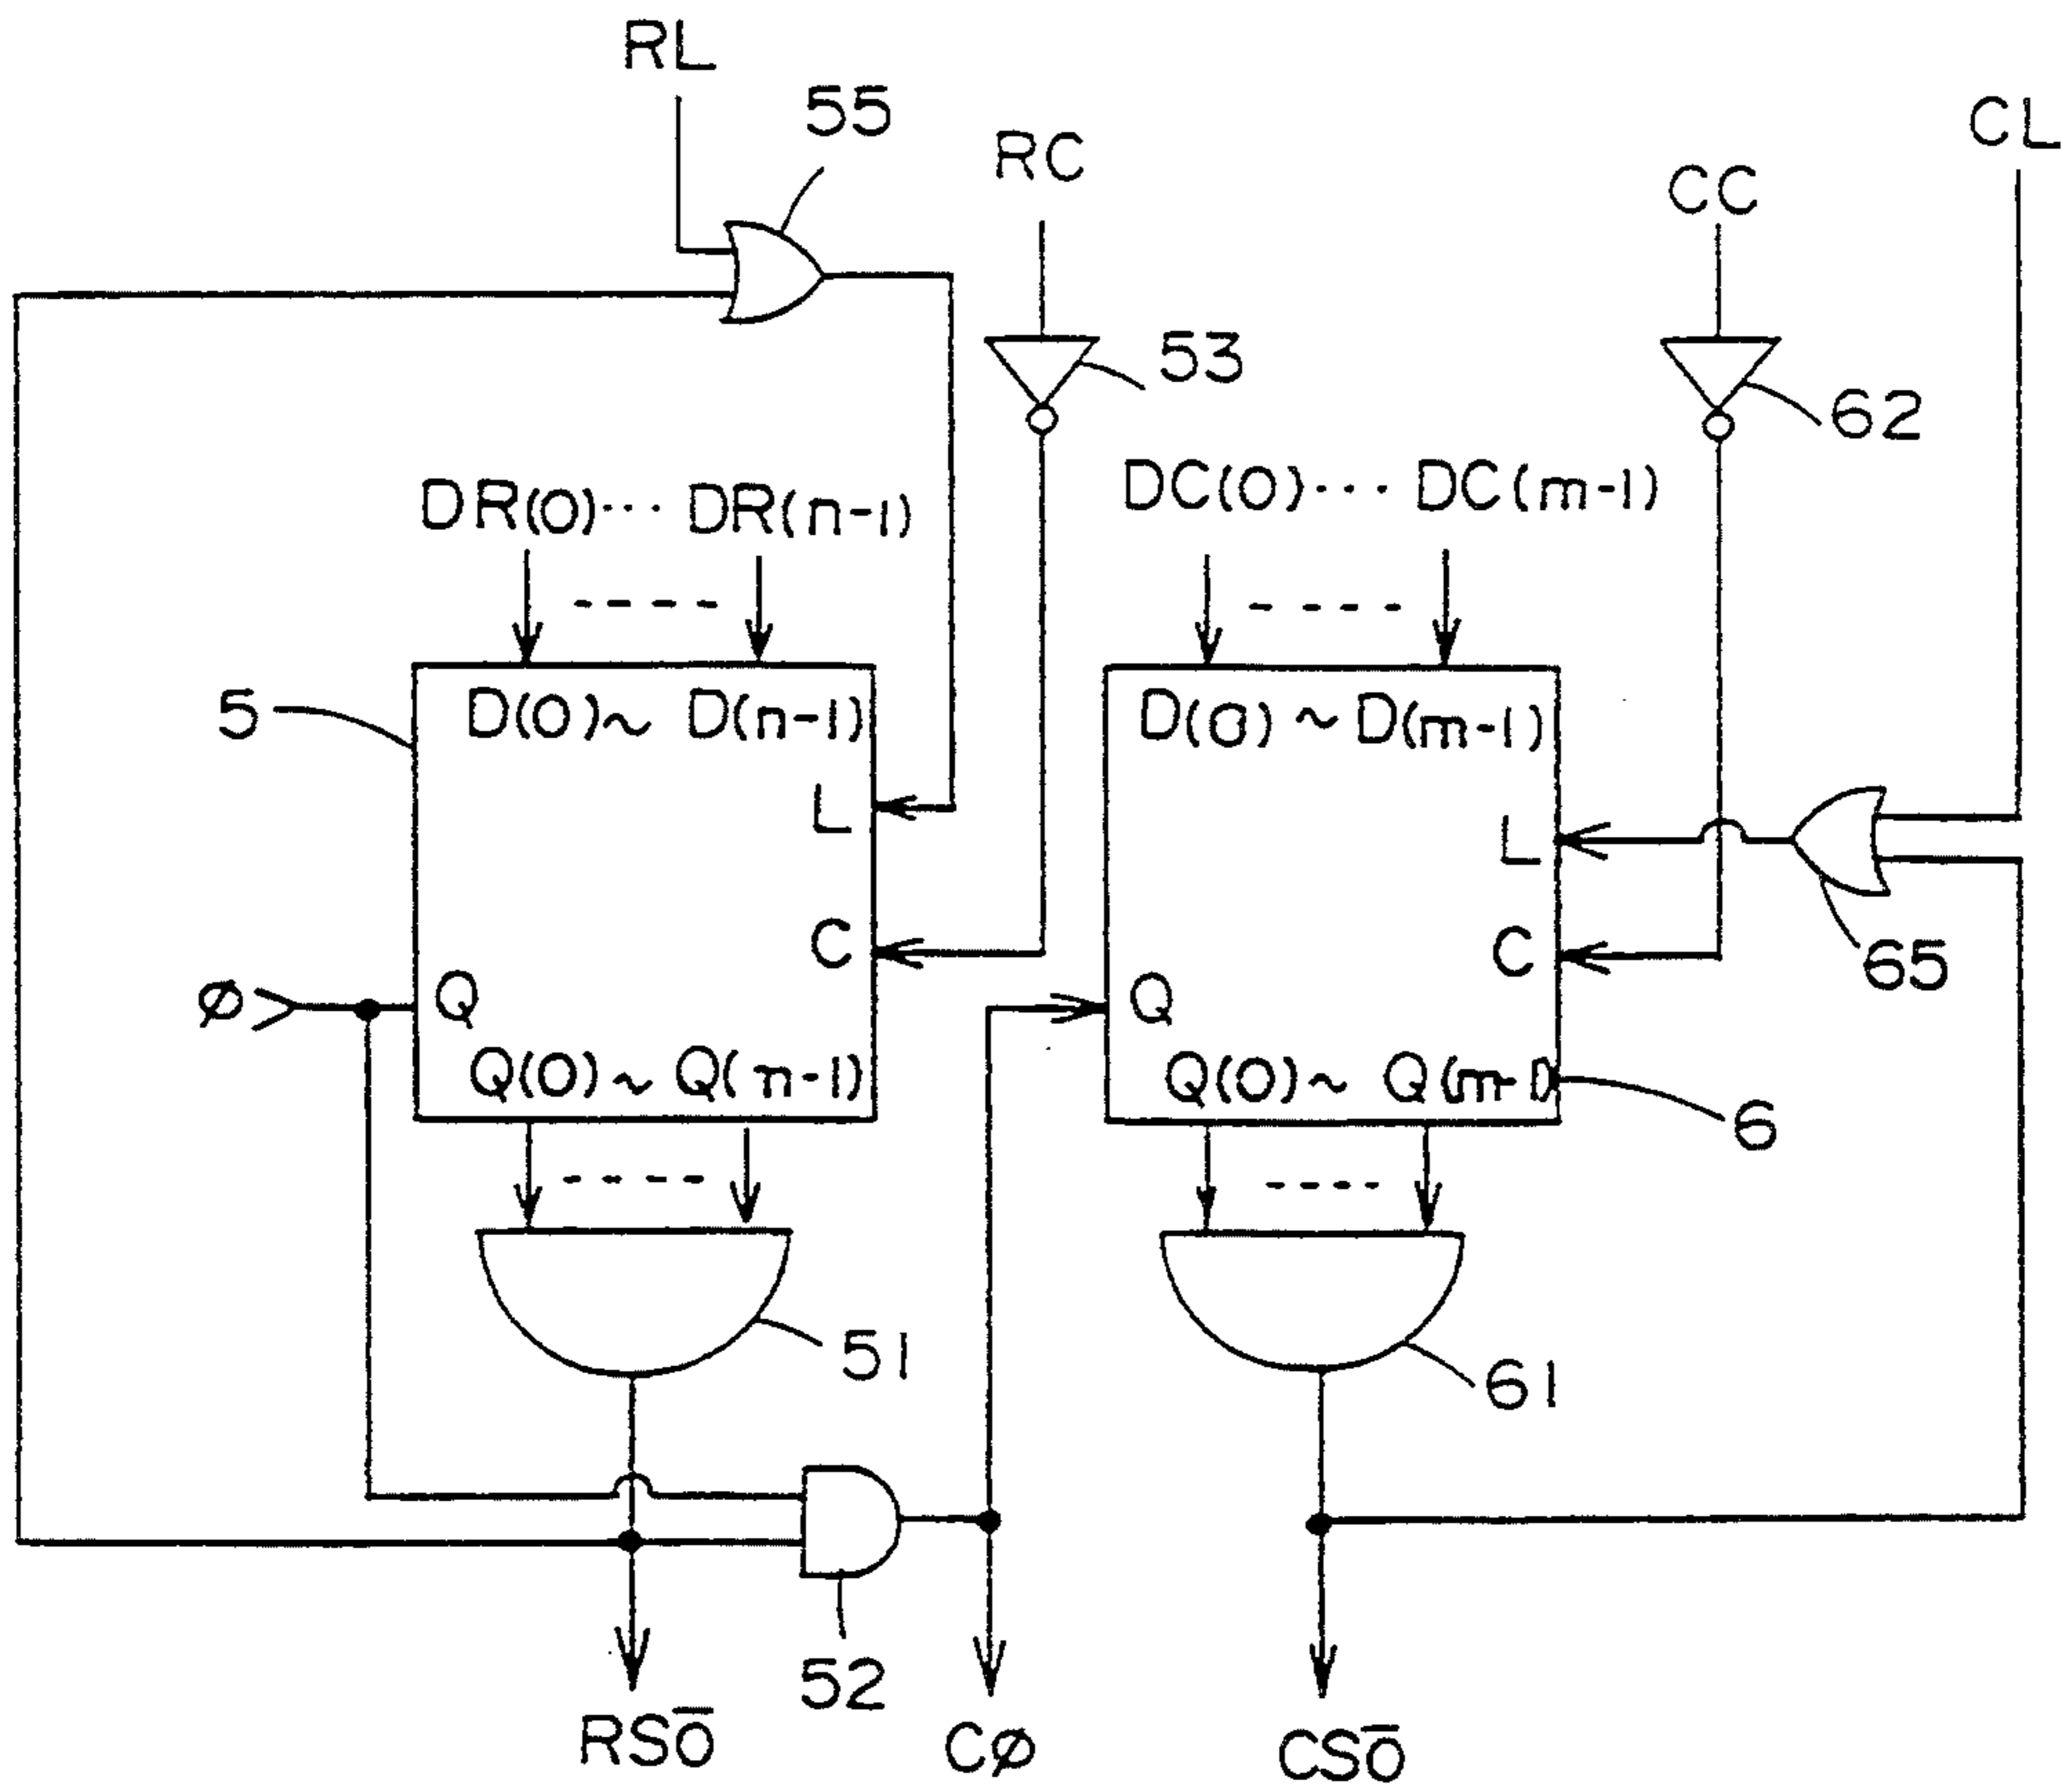 RL
55
RC
CL
CC
53
62
DR(0)··· DR(n-1)
DC(0)··· DC(m-1)
5
D(0)~ D(n-1)
D(0) ~ D(m-1)
L
L
C
C
65
ø
Q
Q
Q(0)~ Q(n-1)
Q(0)~ Q(m-1)
6
51
61
52
RSō
Cø
CSō